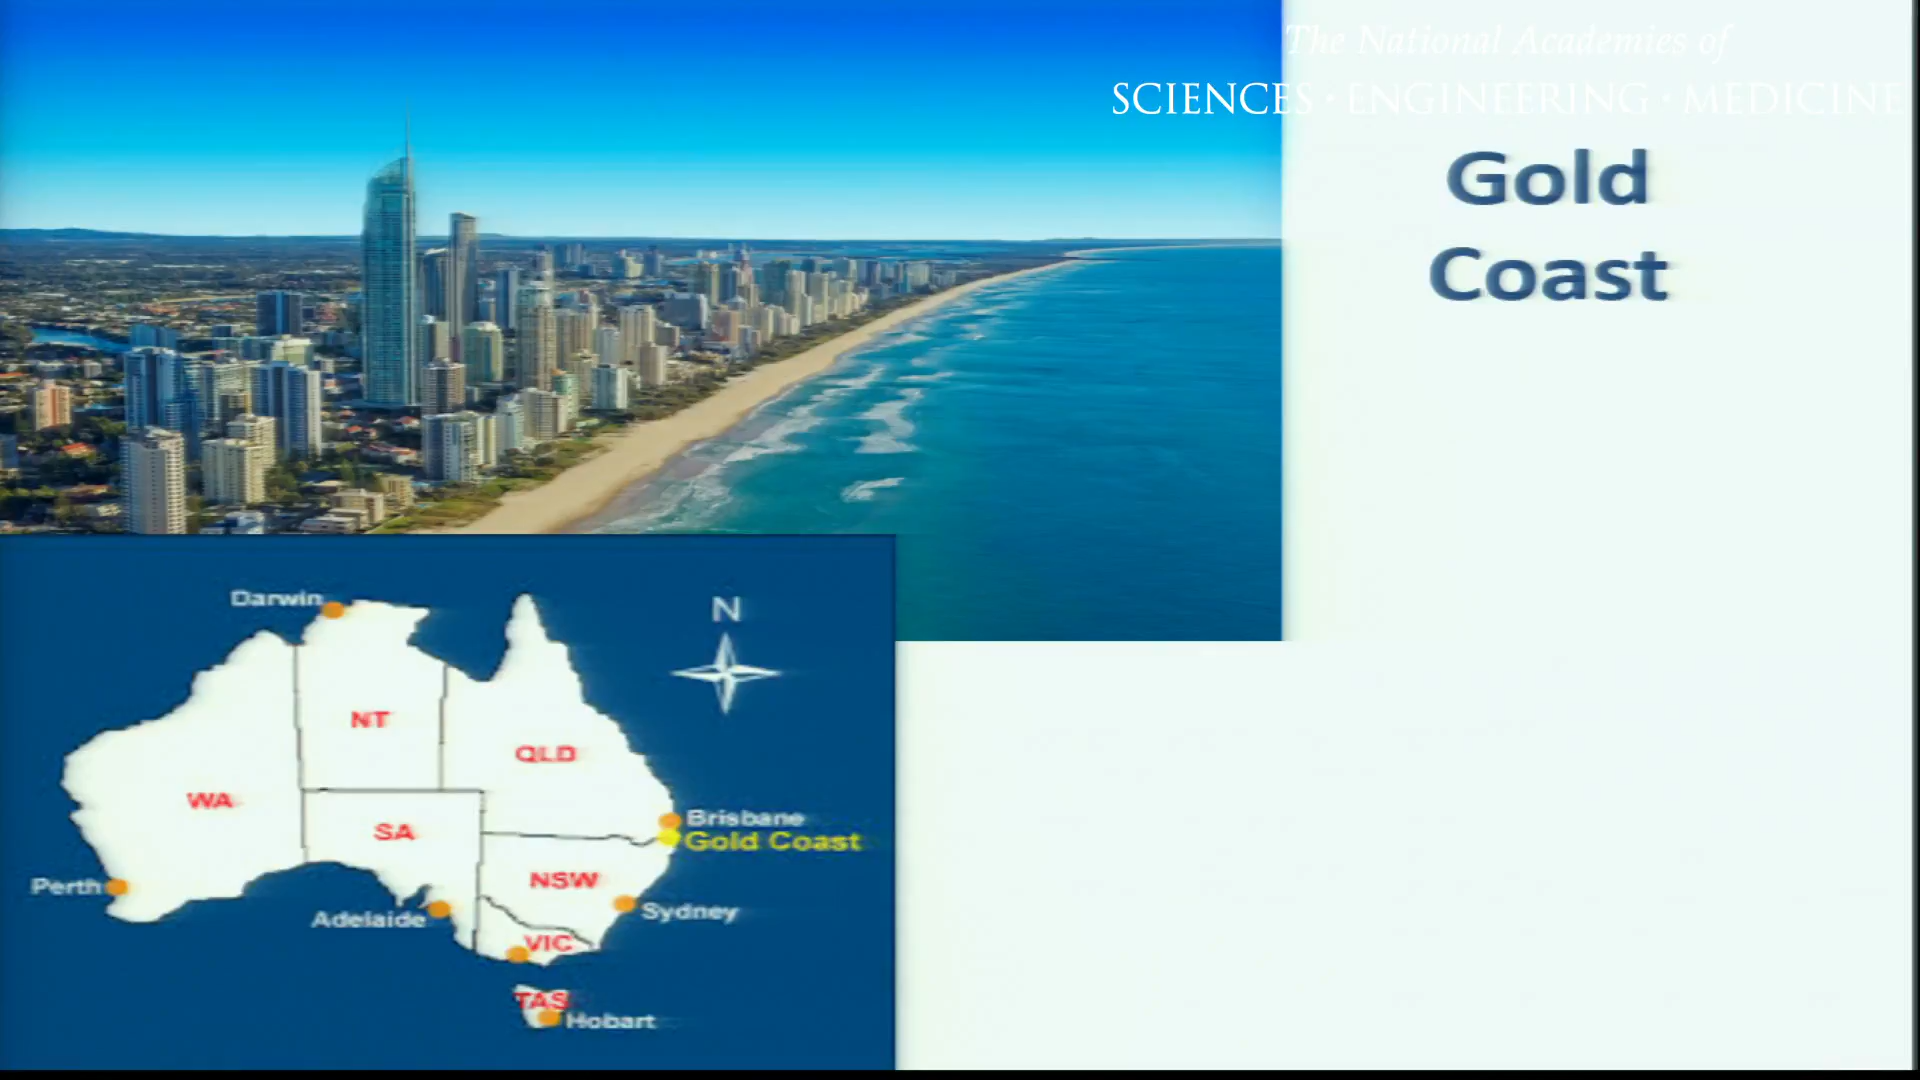 The National Academies of
SCIENCES · ENGINEERING · MEDICINE
Gold
Coast
Darwin
N
NT
QLD
WA
SA
Brisbane
Gold Coast
NSW
Perth
Adelaide
Sydney
VIC
TAS
Hobart